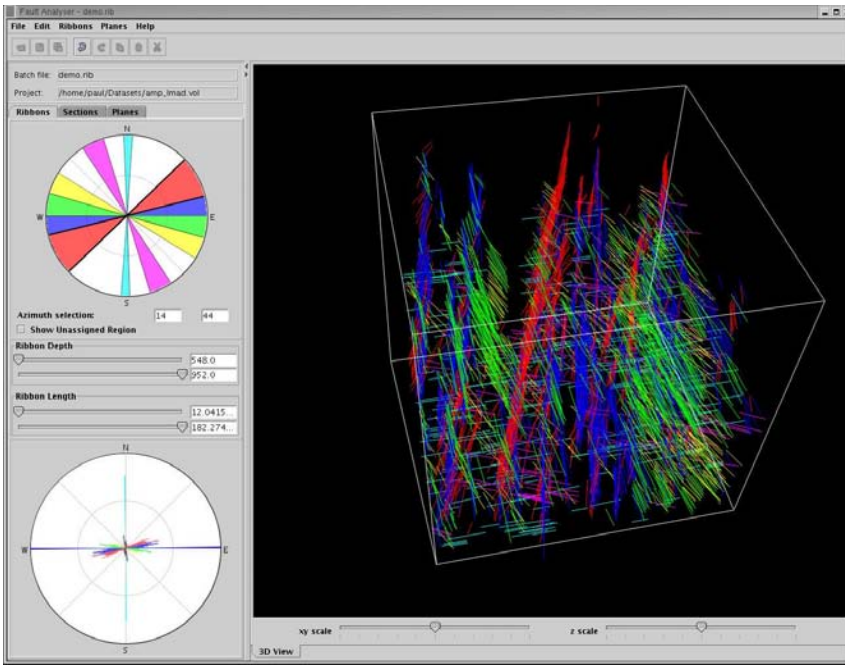 Fault Analyser - demo.rib
File Edit Ribbons Planes Help
Batch file: demo.rib
Project: /home/paul/Datasets/amp_lmad.vol
Ribbons Sections Planes
N
W E
S
Azimuth selection: 14 44
Show Unassigned Region
Ribbon Depth
548.0
952.0
Ribbon Length
12.0415...
182.274...
N
W E
S
xy scale z scale
3D View